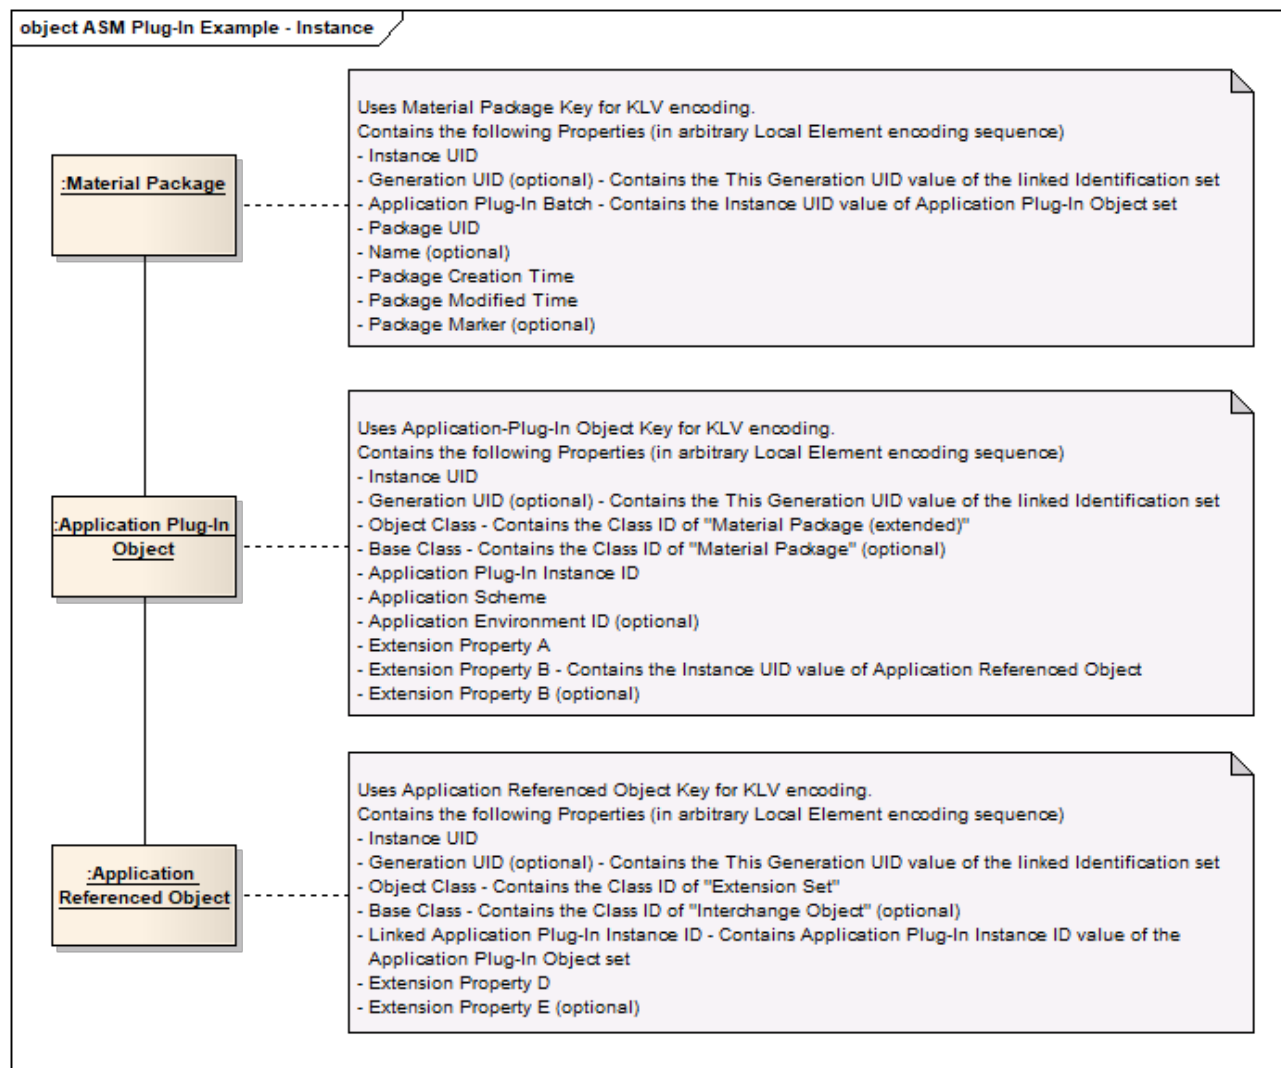 object ASM Plug-In Example - Instance
:Material Package
Uses Material Package Key for KLV encoding.
Contains the following Properties (in arbitrary Local Element encoding sequence)
- Instance UID
- Generation UID (optional) - Contains the This Generation UID value of the linked Identification set
- Application Plug-In Batch - Contains the Instance UID value of Application Plug-In Object set
- Package UID
- Name (optional)
- Package Creation Time
- Package Modified Time
- Package Marker (optional)
:Application Plug-In
Object
Uses Application-Plug-In Object Key for KLV encoding.
Contains the following Properties (in arbitrary Local Element encoding sequence)
- Instance UID
- Generation UID (optional) - Contains the This Generation UID value of the linked Identification set
- Object Class - Contains the Class ID of "Material Package (extended)"
- Base Class - Contains the Class ID of "Material Package" (optional)
- Application Plug-In Instance ID
- Application Scheme
- Application Environment ID (optional)
- Extension Property A
- Extension Property B - Contains the Instance UID value of Application Referenced Object
- Extension Property B (optional)
:Application
Referenced Object
Uses Application Referenced Object Key for KLV encoding.
Contains the following Properties (in arbitrary Local Element encoding sequence)
- Instance UID
- Generation UID (optional) - Contains the This Generation UID value of the linked Identification set
- Object Class - Contains the Class ID of "Extension Set"
- Base Class - Contains the Class ID of "Interchange Object" (optional)
- Linked Application Plug-In Instance ID - Contains Application Plug-In Instance ID value of the
Application Plug-In Object set
- Extension Property D
- Extension Property E (optional)